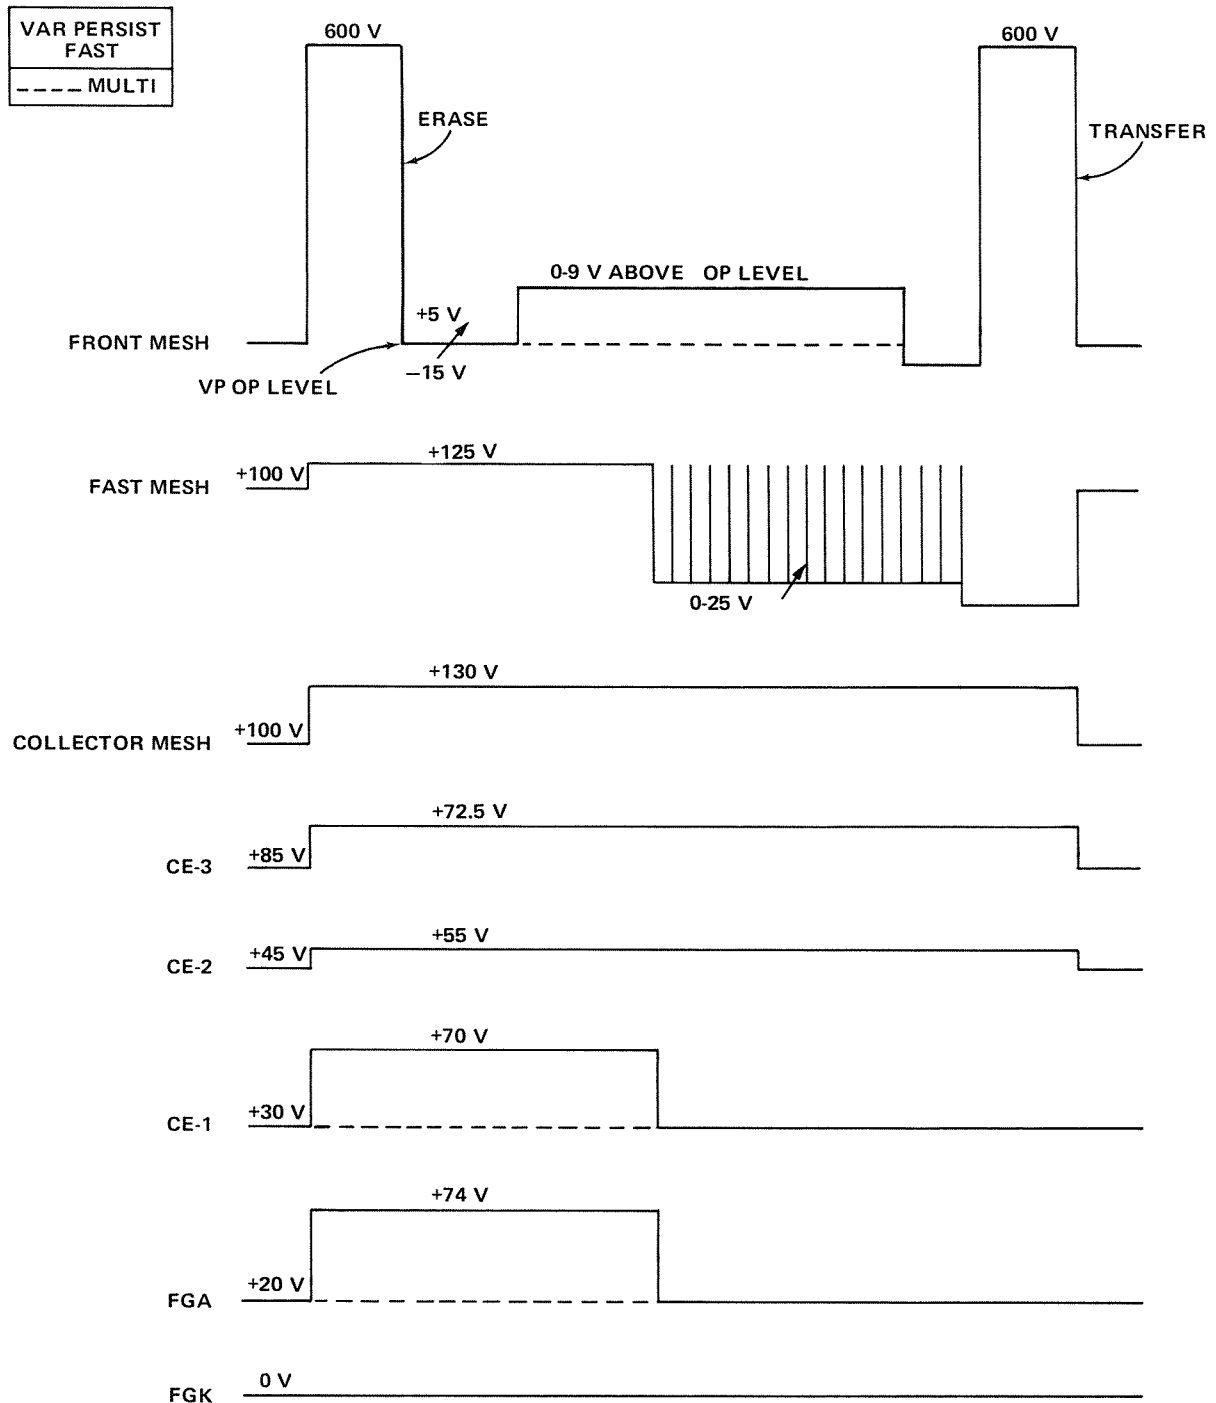 VAR PERSIST
FAST
---- MULTI
600 V
600 V
ERASE
TRANSFER
0-9 V ABOVE OP LEVEL
+5 V
FRONT MESH
−15 V
VP OP LEVEL
+125 V
+100 V
FAST MESH
0-25 V
+130 V
+100 V
COLLECTOR MESH
+72.5 V
+85 V
CE-3
+55 V
+45 V
CE-2
+70 V
+30 V
CE-1
+74 V
+20 V
FGA
0 V
FGK